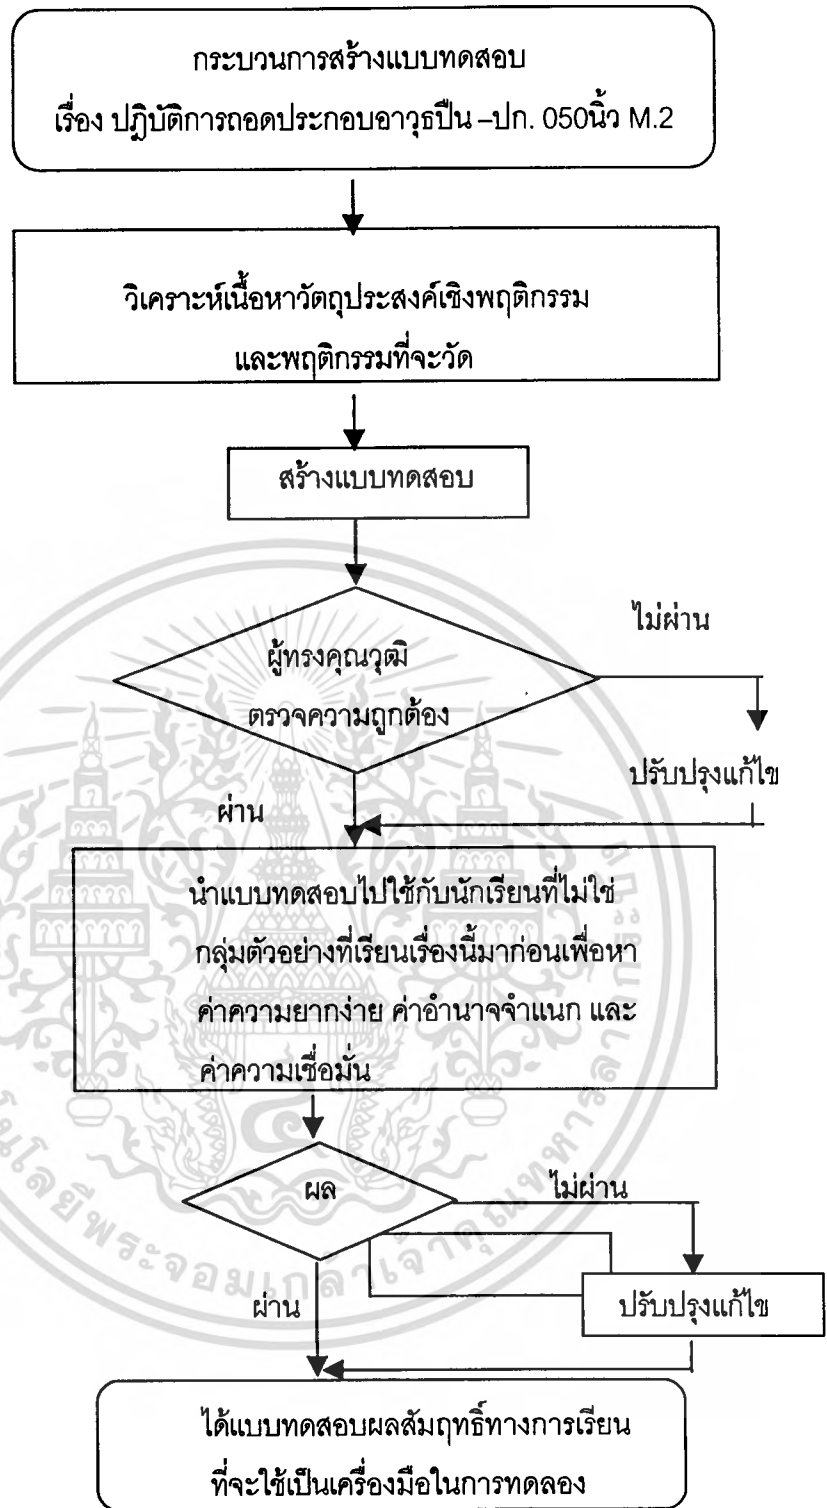 กระบวนการสร้างแบบทดสอบ
เรื่อง ปฏิบัติการถอดประกอบอาวุธปืน –ปก. 050นิ้ว M.2
วิเคราะห์เนื้อหาวัตถุประสงค์เชิงพฤติกรรม
และพฤติกรรมที่จะวัด
สร้างแบบทดสอบ
ไม่ผ่าน
ผู้ทรงคุณวุฒิ
ตรวจความถูกต้อง
ปรับปรุงแก้ไข
ผ่าน
นำแบบทดสอบไปใช้กับนักเรียนที่ไม่ใช่
กลุ่มตัวอย่างที่เรียนเรื่องนี้มาก่อนเพื่อหา
ค่าความยากง่าย ค่าอำนาจจำแนก และ
ค่าความเชื่อมั่น
ผล
ไม่ผ่าน
ผ่าน
ปรับปรุงแก้ไข
ได้แบบทดสอบผลสัมฤทธิ์ทางการเรียน
ที่จะใช้เป็นเครื่องมือในการทดลอง